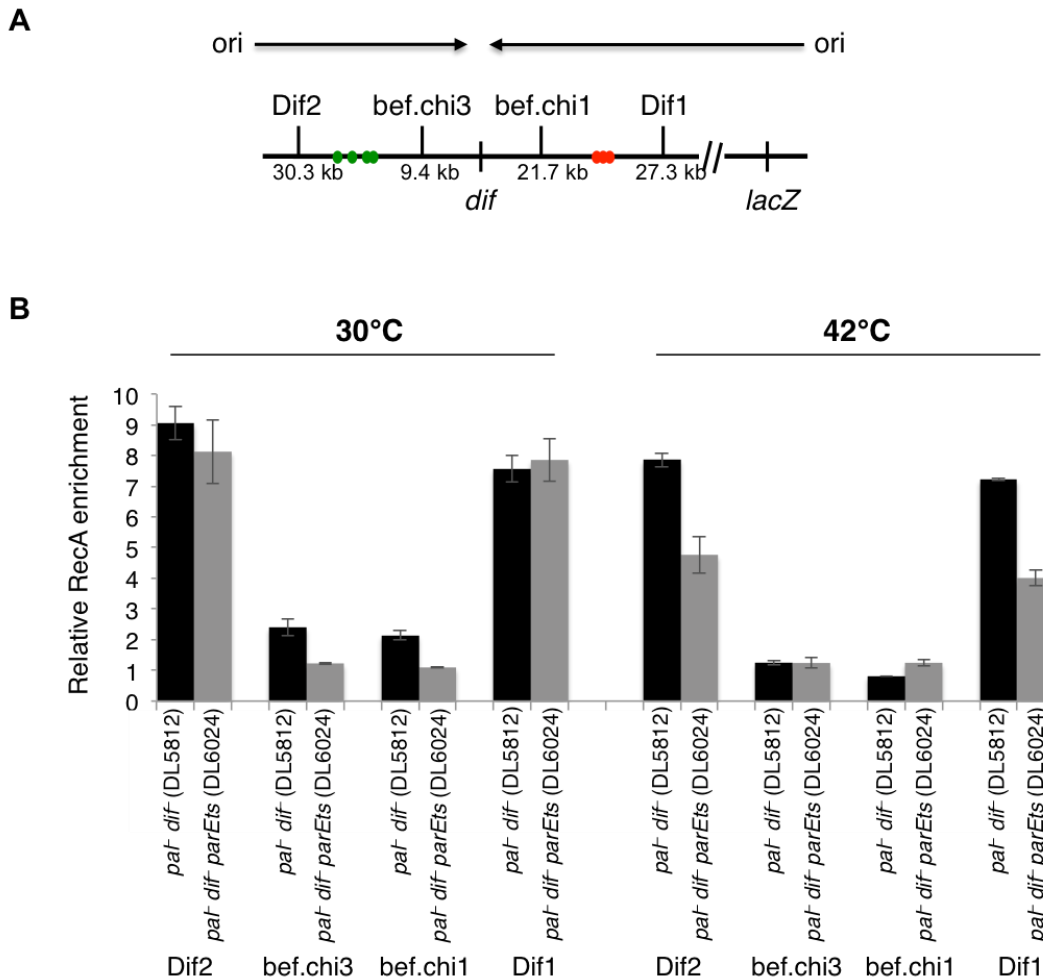 A
ori ori
Dif2 bef.chi3 bef.chi1 Dif1
30.3 kb 9.4 kb 21.7 kb 27.3 kb
dif lacZ
B
30°C 42°C
Relative RecA enrichment
10
9
8
7
6
5
4
3
2
1
0
pal- dif- (DL5812)
pal- dif- parEts (DL6024)
pal- dif- (DL5812)
pal- dif- parEts (DL6024)
pal- dif- (DL5812)
pal- dif- parEts (DL6024)
pal- dif- (DL5812)
pal- dif- parEts (DL6024)
pal- dif- (DL5812)
pal- dif- parEts (DL6024)
pal- dif- (DL5812)
pal- dif- parEts (DL6024)
pal- dif- (DL5812)
pal- dif- parEts (DL6024)
pal- dif- (DL5812)
pal- dif- parEts (DL6024)
Dif2 bef.chi3 bef.chi1 Dif1 Dif2 bef.chi3 bef.chi1 Dif1